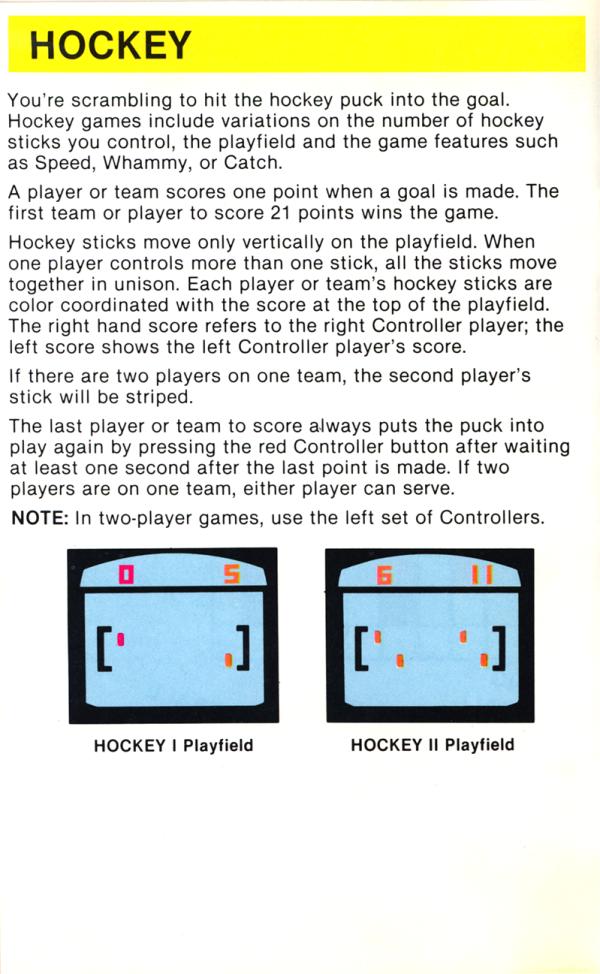 HOCKEY
You're scrambling to hit the hockey puck into the goal.
Hockey games include variations on the number of hockey
sticks you control, the playfield and the game features such
as Speed, Whammy, or Catch.
A player or team scores one point when a goal is made. The
first team or player to score 21 points wins the game.
Hockey sticks move only vertically on the playfield. When
one player controls more than one stick, all the sticks move
together in unison. Each player or team's hockey sticks are
color coordinated with the score at the top of the playfield.
The right hand score refers to the right Controller player; the
left score shows the left Controller player's score.
If there are two players on one team, the second player's
stick will be striped.
The last player or team to score always puts the puck into
play again by pressing the red Controller button after waiting
at least one second after the last point is made. If two
players are on one team, either player can serve.
NOTE: In two-player games, use the left set of Controllers.
0 5
6 11
HOCKEY I Playfield
HOCKEY II Playfield